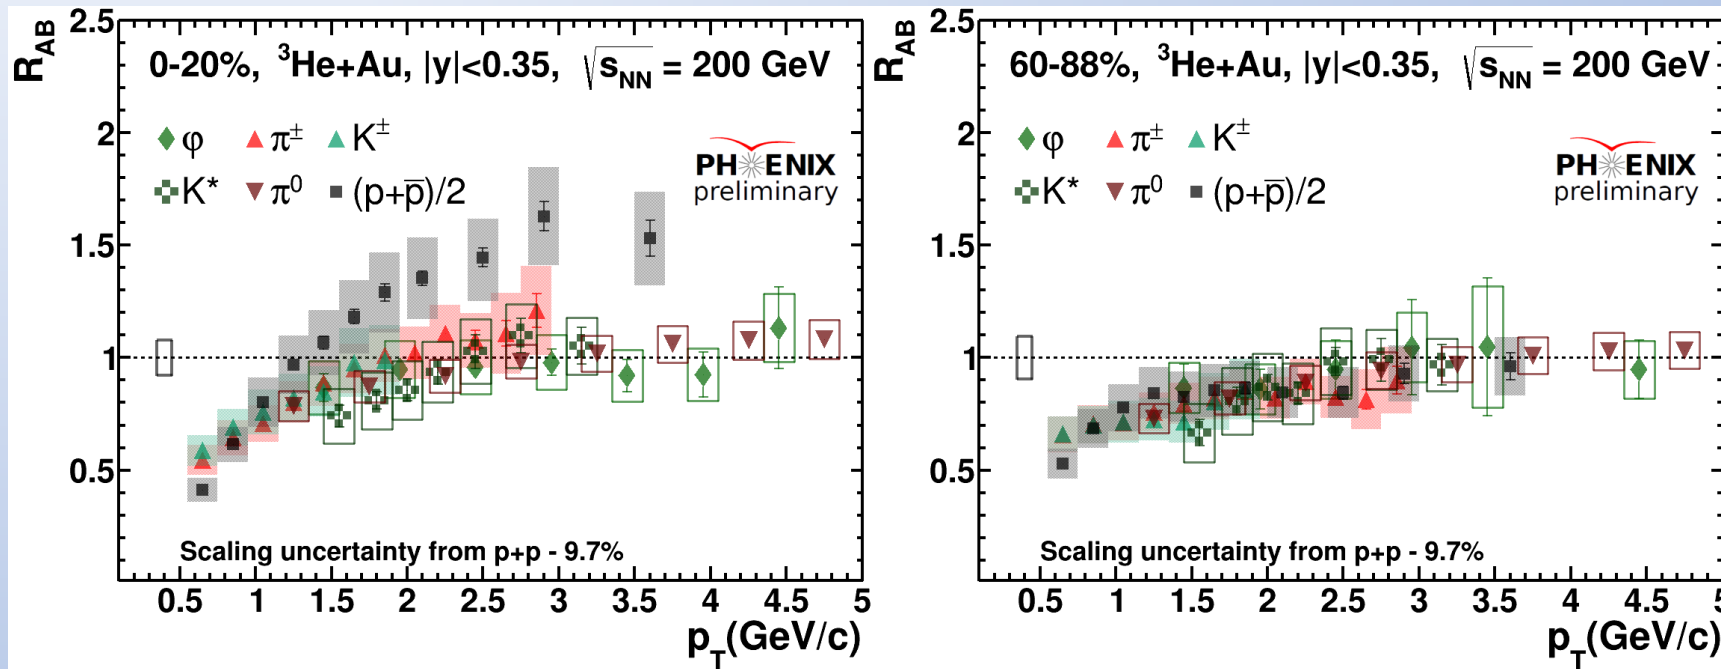 R_AB
2.5
2
1.5
1
0.5
0-20%, ³He+Au, |y|<0.35, √s_NN = 200 GeV
φ π± K±
K* π⁰ (p+p̅)/2
PHENIX
preliminary
Scaling uncertainty from p+p - 9.7%
0.5 1 1.5 2 2.5 3 3.5 4 4.5 5
p_T(GeV/c)
R_AB
2.5
2
1.5
1
0.5
60-88%, ³He+Au, |y|<0.35, √s_NN = 200 GeV
φ π± K±
K* π⁰ (p+p̅)/2
PHENIX
preliminary
Scaling uncertainty from p+p - 9.7%
0.5 1 1.5 2 2.5 3 3.5 4 4.5
p_T(GeV/c)